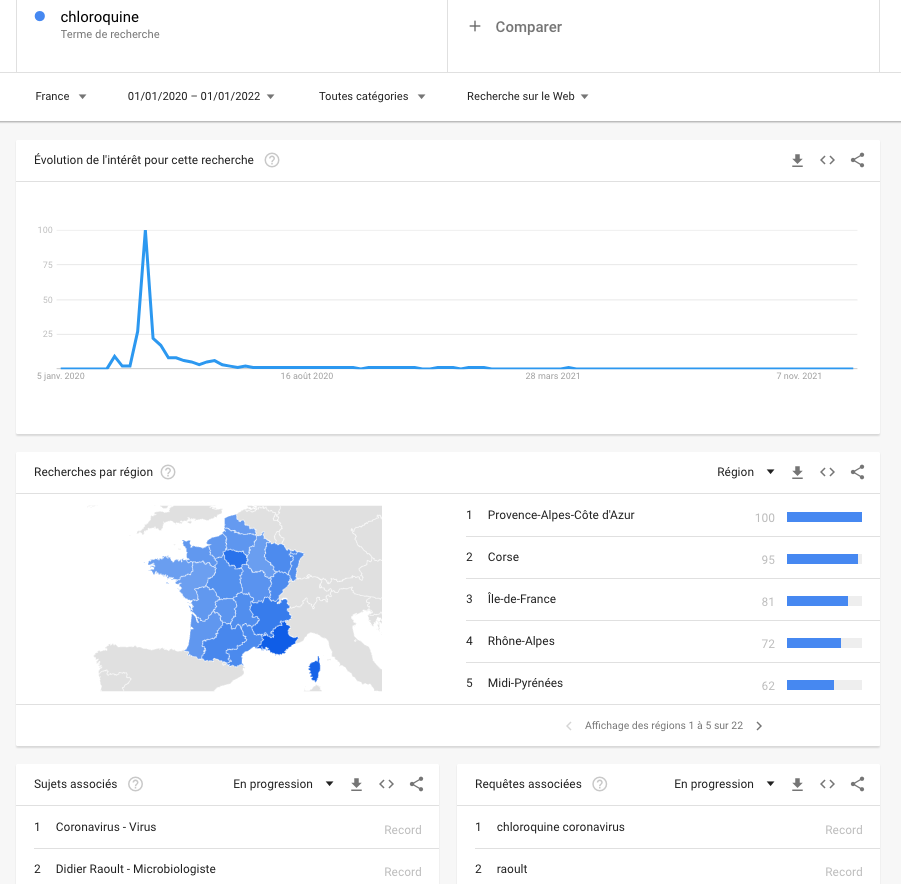 chloroquine
Terme de recherche
+ Comparer
France
01/01/2020 – 01/01/2022
Toutes catégories
Recherche sur le Web
Évolution de l'intérêt pour cette recherche ?
100
75
50
25
5 janv. 2020
16 août 2020
28 mars 2021
7 nov. 2021
Recherches par région ?
Région
1 Provence-Alpes-Côte d'Azur 100
2 Corse 95
3 Île-de-France 81
4 Rhône-Alpes 72
5 Midi-Pyrénées 62
Affichage des régions 1 à 5 sur 22
Sujets associés ?
En progression
1 Coronavirus - Virus Record
2 Didier Raoult - Microbiologiste Record
Requêtes associées ?
En progression
1 chloroquine coronavirus Record
2 raoult Record